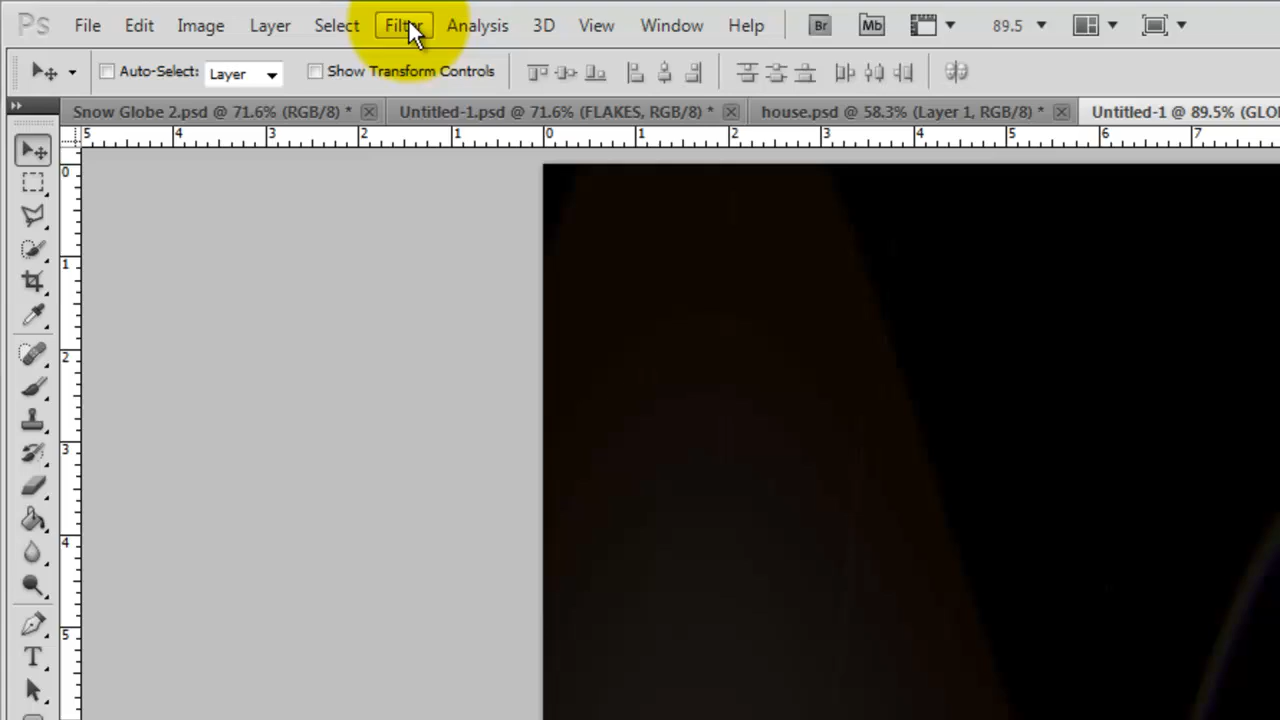 Ps File Edit Image Layer Select Filter Analysis 3D View Window Help Br Mb 89.5
Auto-Select: Layer Show Transform Controls
Snow Globe 2.psd @ 71.6% (RGB/8) * Untitled-1.psd @ 71.6% (FLAKES, RGB/8) * house.psd @ 58.3% (Layer 1, RGB/8) * Untitled-1 @ 89.5% (GLO
5 4 3 2 1 0 1 2 3 4 5 6 7
0
1
2
3
4
5
T